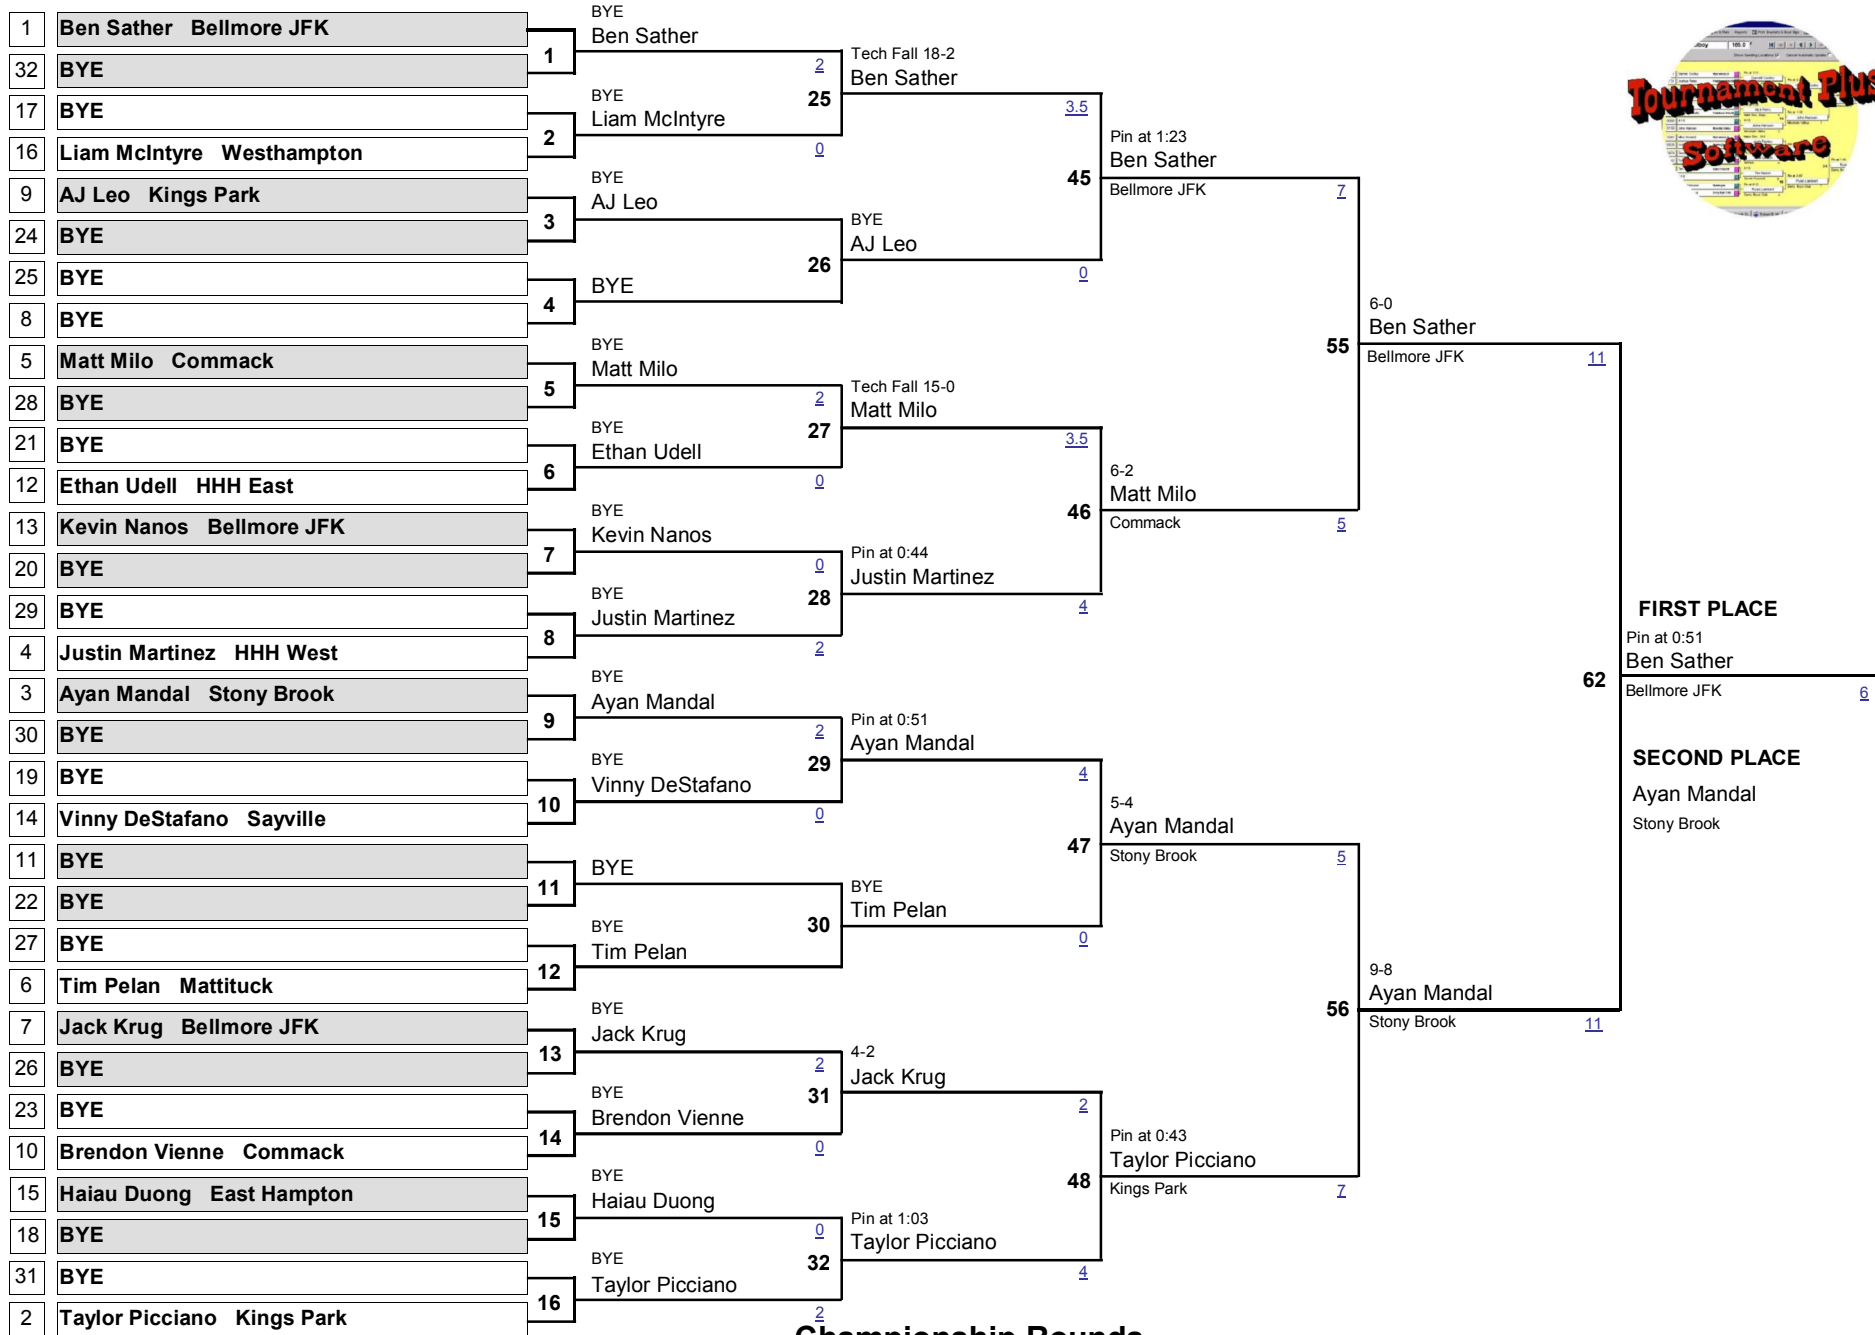 1 Ben Sather Bellmore JFK
32 BYE
17 BYE
16 Liam McIntyre Westhampton
9 AJ Leo Kings Park
24 BYE
25 BYE
8 BYE
5 Matt Milo Commack
28 BYE
21 BYE
12 Ethan Udell HHH East
13 Kevin Nanos Bellmore JFK
20 BYE
29 BYE
4 Justin Martinez HHH West
3 Ayan Mandal Stony Brook
30 BYE
19 BYE
14 Vinny DeStafano Sayville
11 BYE
22 BYE
27 BYE
6 Tim Pelan Mattituck
7 Jack Krug Bellmore JFK
26 BYE
23 BYE
10 Brendon Vienne Commack
15 Haiau Duong East Hampton
18 BYE
31 BYE
2 Taylor Picciano Kings Park
1
2
3
4
5
6
7
8
9
10
11
12
13
14
15
16
BYE
Ben Sather
2
BYE
Liam McIntyre
0
BYE
AJ Leo
BYE
BYE
Matt Milo
2
BYE
Ethan Udell
0
BYE
Kevin Nanos
0
BYE
Justin Martinez
2
BYE
Ayan Mandal
2
BYE
Vinny DeStafano
0
BYE
BYE
Tim Pelan
BYE
Jack Krug
2
BYE
Brendon Vienne
0
BYE
Haiau Duong
0
BYE
Taylor Picciano
2
25
26
27
28
29
30
31
32
Tech Fall 18-2
Ben Sather
3.5
BYE
AJ Leo
0
Tech Fall 15-0
Matt Milo
3.5
Pin at 0:44
Justin Martinez
4
Pin at 0:51
Ayan Mandal
4
BYE
Tim Pelan
0
4-2
Jack Krug
2
Pin at 1:03
Taylor Picciano
4
45
46
47
48
Pin at 1:23
Ben Sather
Bellmore JFK
7
6-2
Matt Milo
Commack
5
5-4
Ayan Mandal
Stony Brook
5
Pin at 0:43
Taylor Picciano
Kings Park
7
55
56
6-0
Ben Sather
Bellmore JFK
11
9-8
Ayan Mandal
Stony Brook
11
62
FIRST PLACE
Pin at 0:51
Ben Sather
Bellmore JFK
6
SECOND PLACE
Ayan Mandal
Stony Brook
Tournament Plus
Software
Championship Rounds